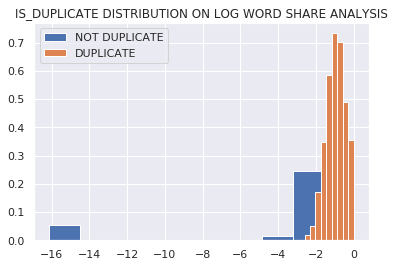 IS_DUPLICATE DISTRIBUTION ON LOG WORD SHARE ANALYSIS
NOT DUPLICATE
DUPLICATE
0.7
0.6
0.5
0.4
0.3
0.2
0.1
0.0
−16 −14 −12 −10 −8 −6 −4 −2 0